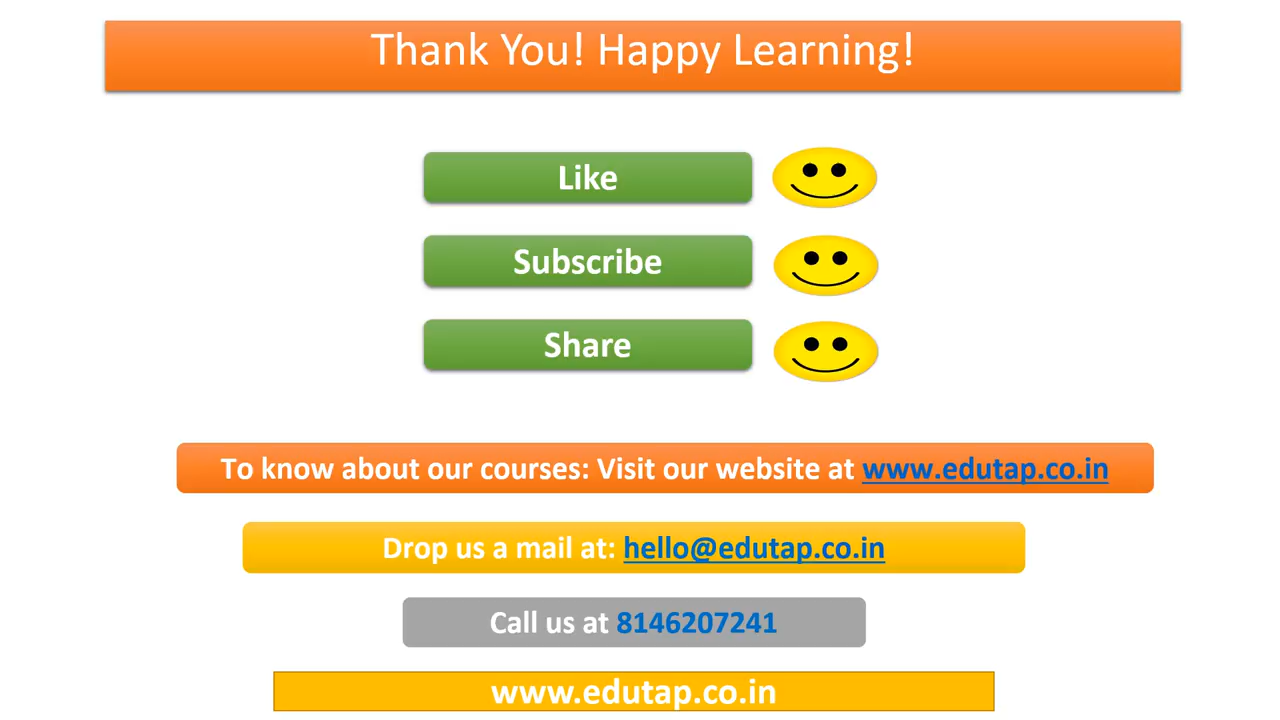 Thank You! Happy Learning!
Like
Subscribe
Share
To know about our courses: Visit our website at www.edutap.co.in
Drop us a mail at: hello@edutap.co.in
Call us at 8146207241
www.edutap.co.in